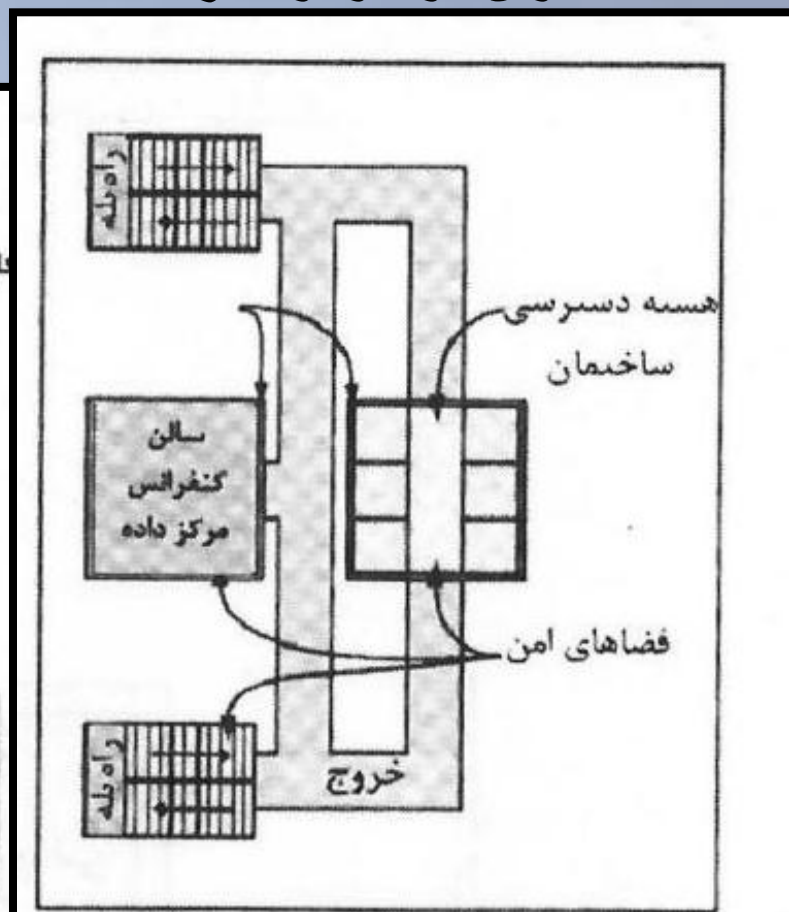 راه پله
هسته دسترسی
ساختمان
سالن
کنفرانس
مرکز داده
فضاهای امن
راه پله
خروج